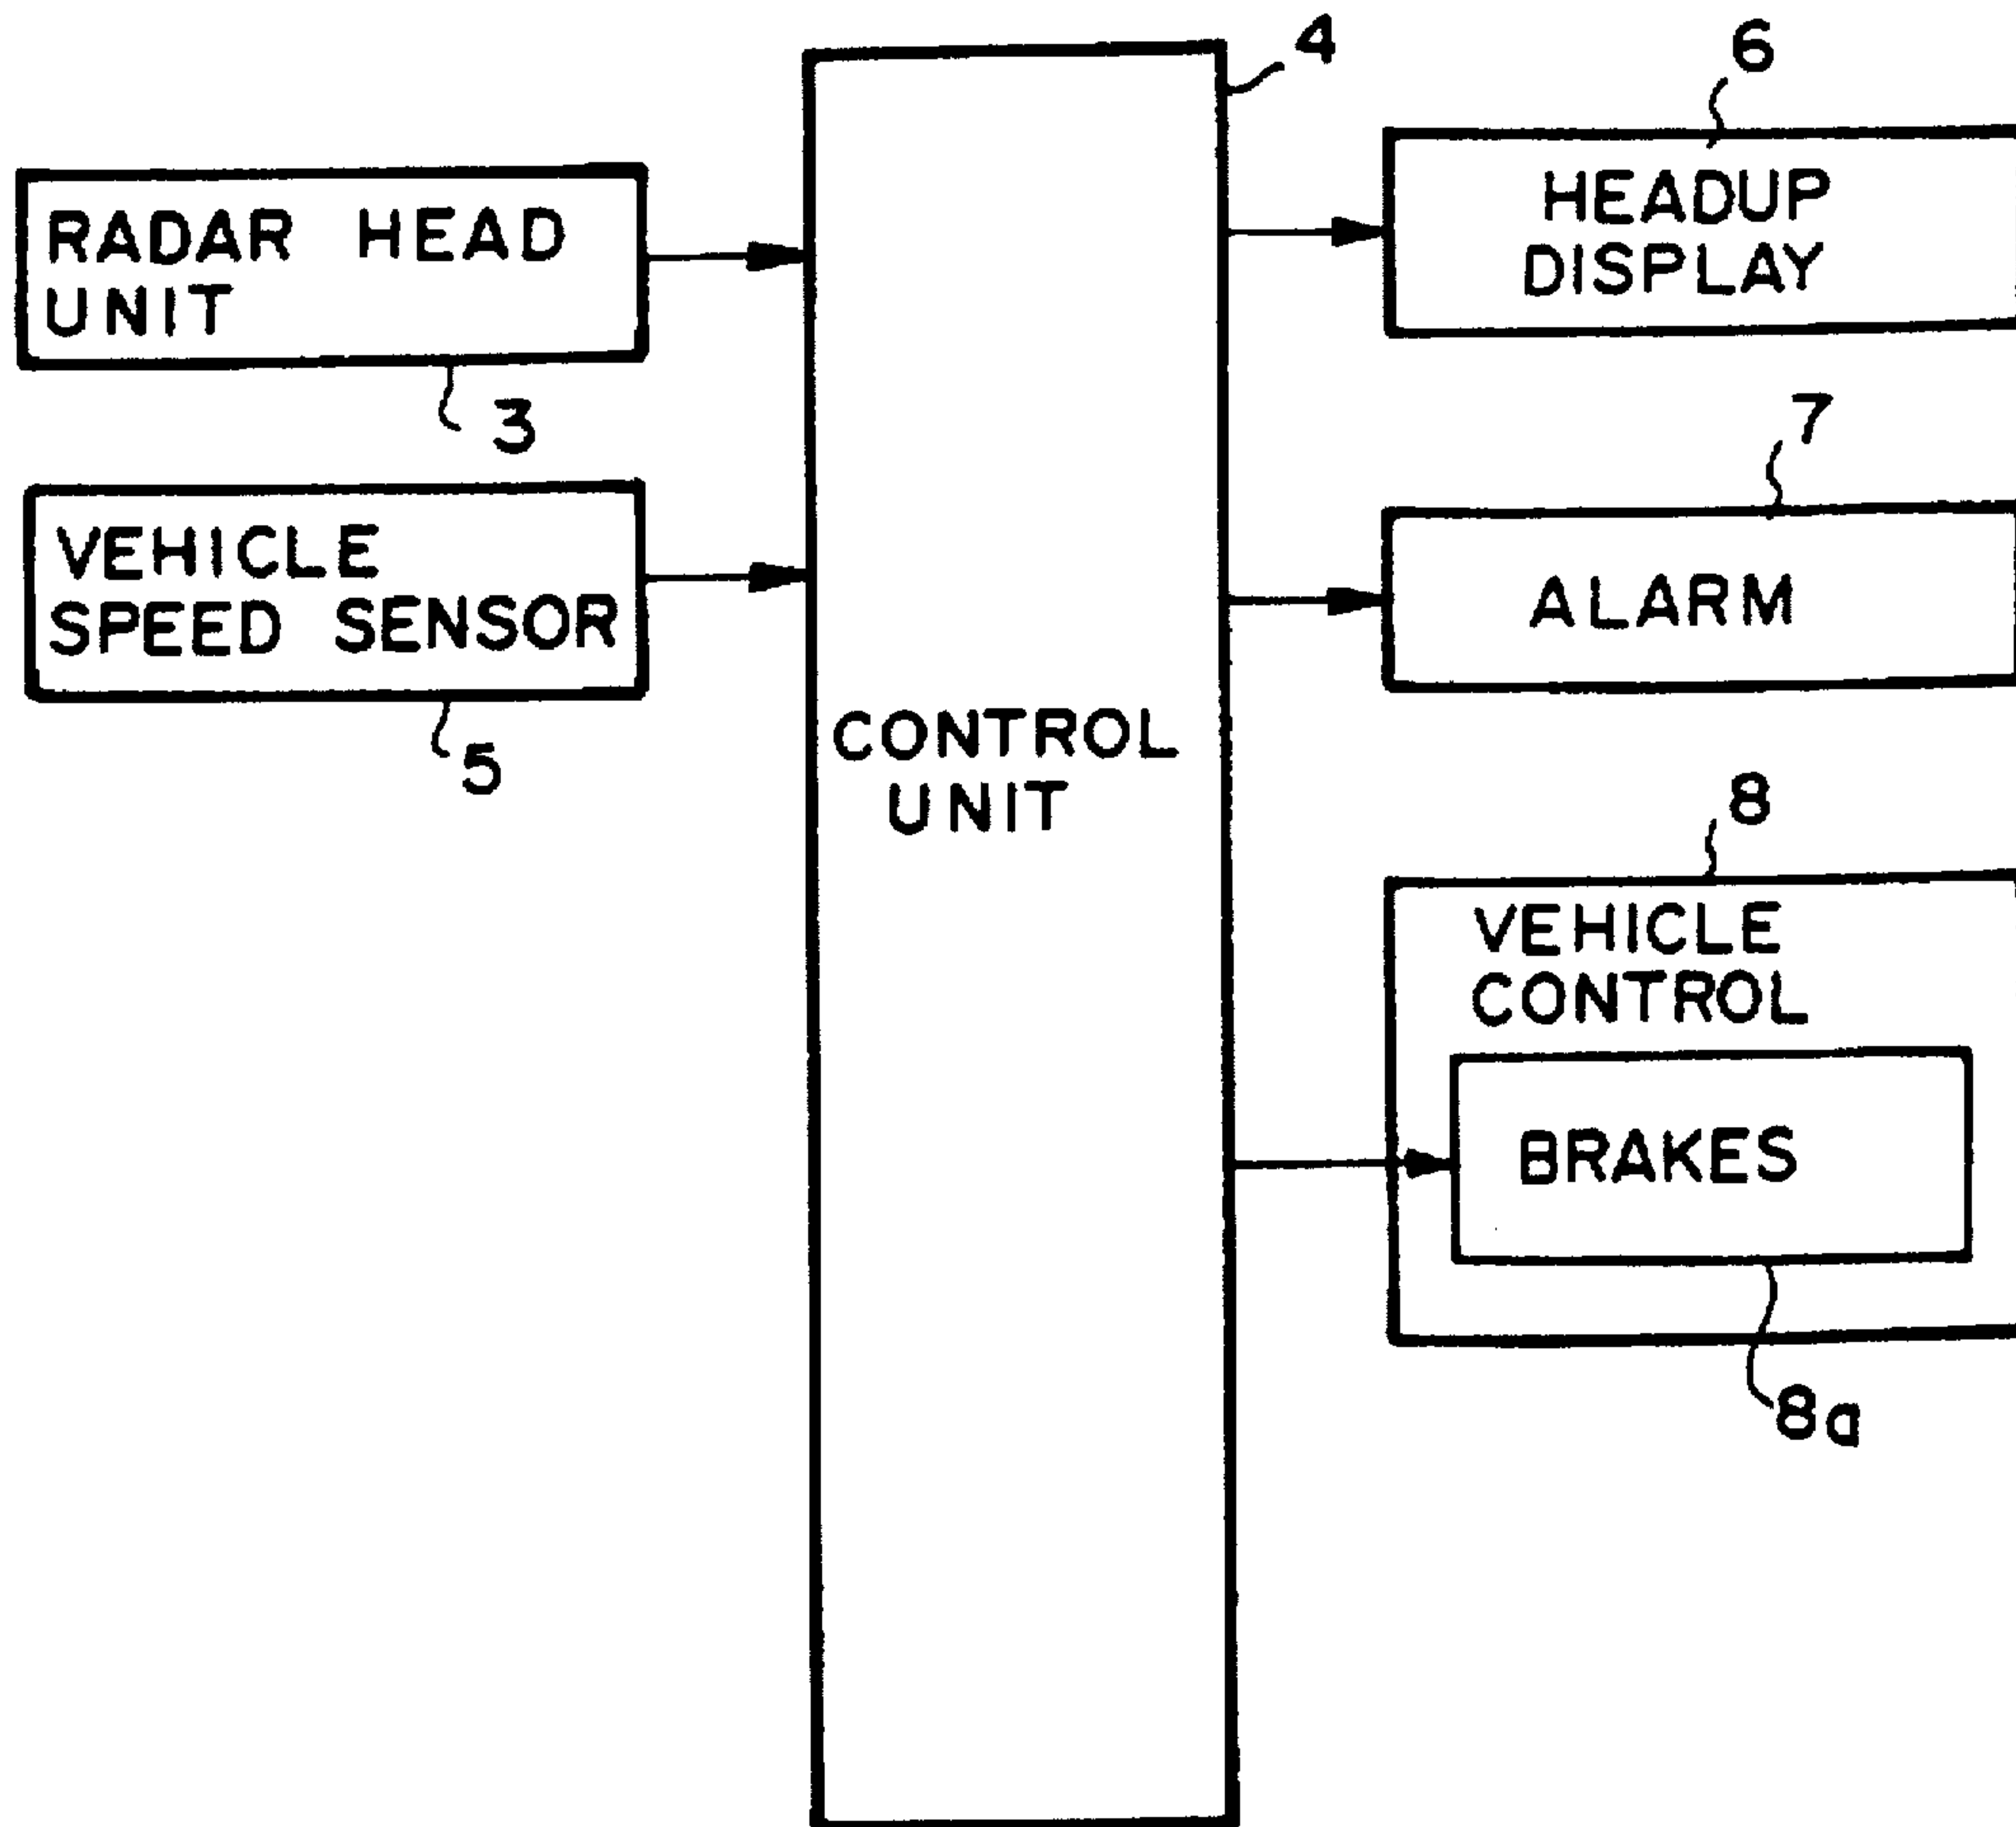 4
6
RADAR HEAD
UNIT
3
VEHICLE
SPEED SENSOR
5
CONTROL
UNIT
HEADUP
DISPLAY
7
ALARM
8
VEHICLE
CONTROL
BRAKES
8a